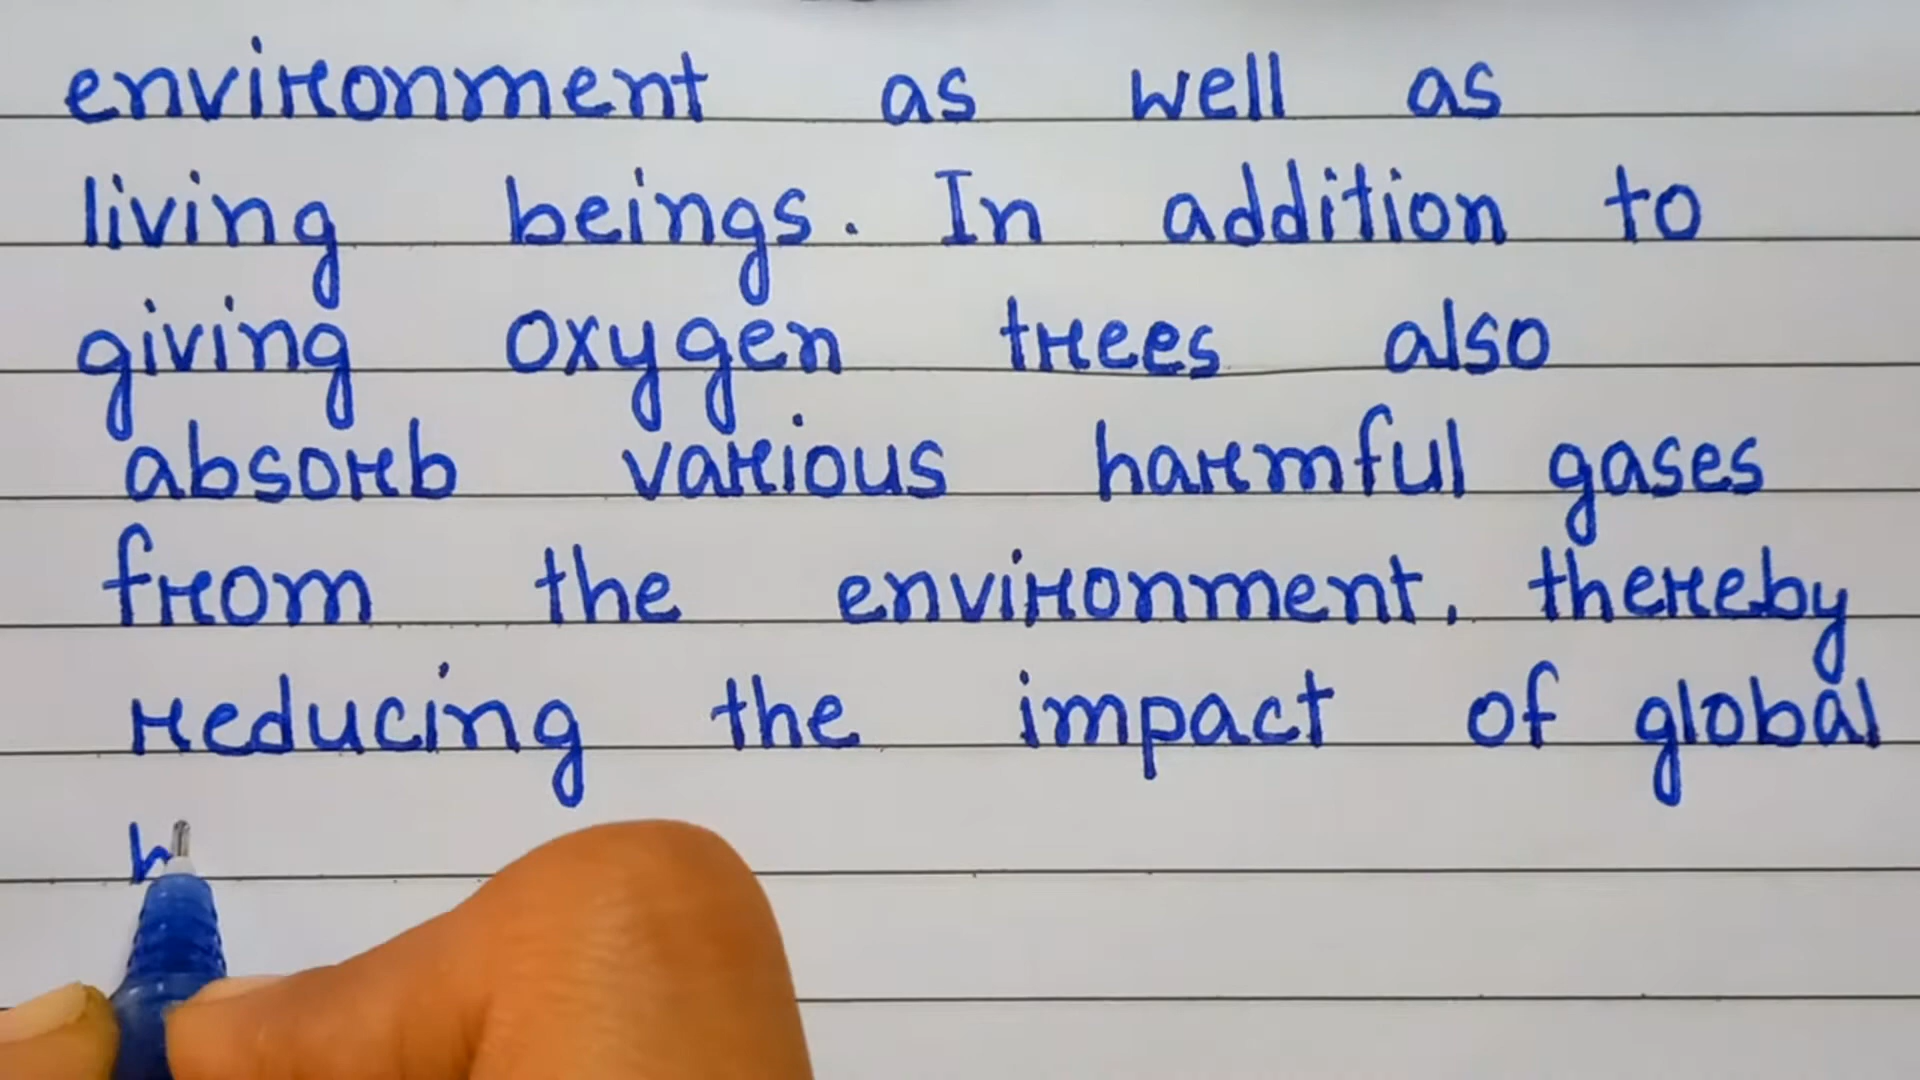 environment as well as
living beings. In addition to
giving oxygen trees also
absorb various harmful gases
from the environment. thereby
reducing the impact of global